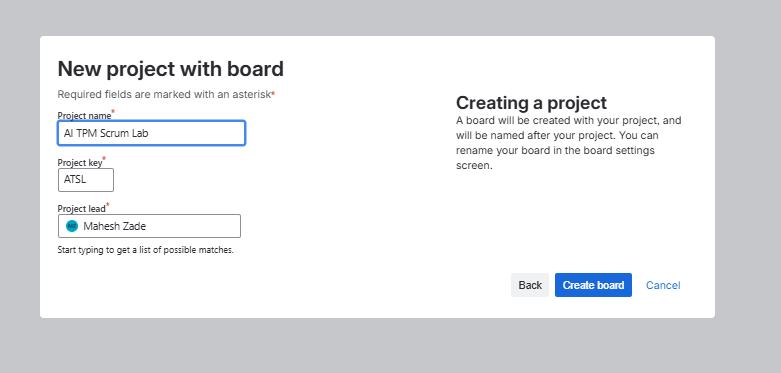 New project with board
Required fields are marked with an asterisk*
Project name*
AI TPM Scrum Lab
Project key*
ATSL
Project lead*
Mahesh Zade
Start typing to get a list of possible matches.
Creating a project
A board will be created with your project, and
will be named after your project. You can
rename your board in the board settings
screen.
Back
Create board
Cancel